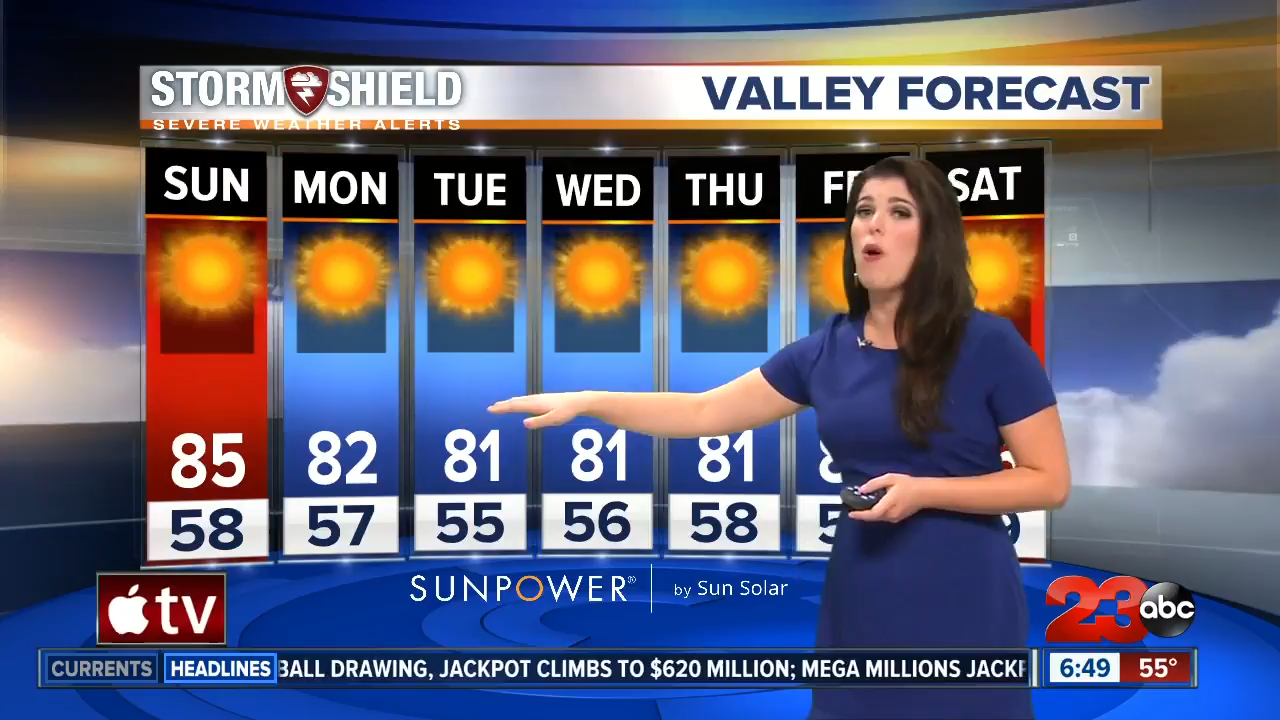 STORM SHIELD
SEVERE WEATHER ALERTS
VALLEY FORECAST
SUN MON TUE WED THU SAT
85 82 81 81 81
58 57 55 56 58
SUNPOWER® by Sun Solar
tv
23 abc
CURRENTS HEADLINES BALL DRAWING, JACKPOT CLIMBS TO $620 MILLION; MEGA MILLIONS 6:49 55°